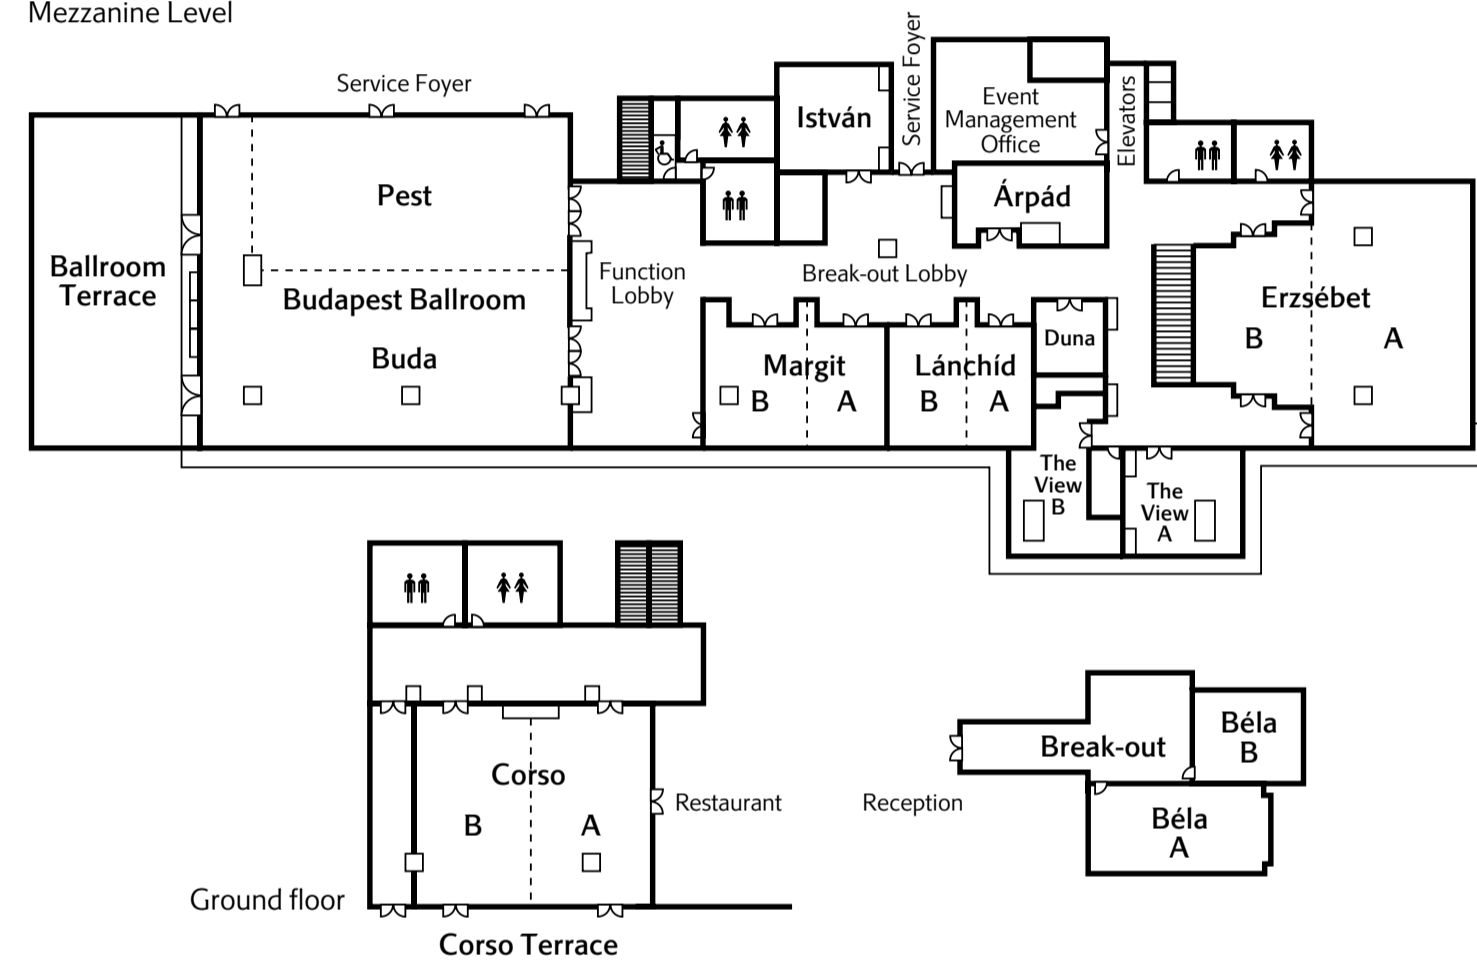 Mezzanine Level
Service Foyer
Service Foyer
István
Event
Management
Office
Elevators
Pest
Árpád
Ballroom
Terrace
Function
Lobby
Break-out Lobby
Budapest Ballroom
Erzsébet
B
A
Buda
Margit
B
A
Lánchíd
B
A
Duna
The
View
B
The
View
A
Corso
B
A
Restaurant
Reception
Break-out
Béla
B
Béla
A
Ground floor
Corso Terrace